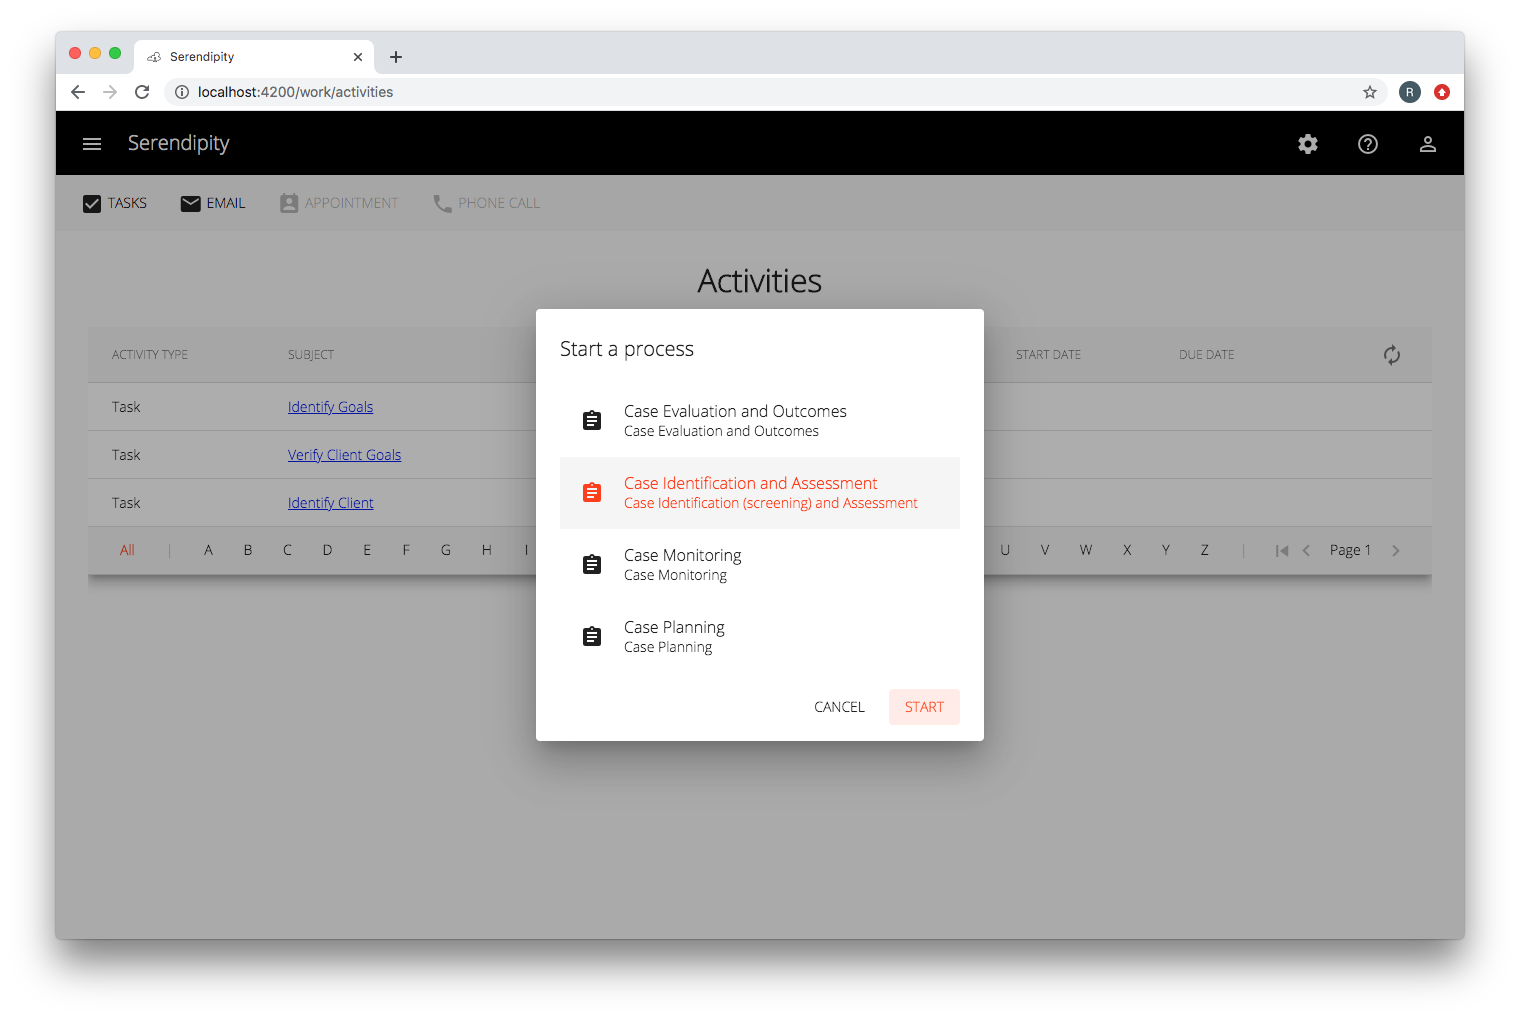 Serendipity
localhost:4200/work/activities
R
Serendipity
TASKS EMAIL APPOINTMENT PHONE CALL
Activities
ACTIVITY TYPE SUBJECT START DATE DUE DATE
Task Identify Goals
Task Verify Client Goals
Task Identify Client
All | A B C D E F G H I U V W X Y Z | Page 1
Start a process
Case Evaluation and Outcomes
Case Evaluation and Outcomes
Case Identification and Assessment
Case Identification (screening) and Assessment
Case Monitoring
Case Monitoring
Case Planning
Case Planning
CANCEL START